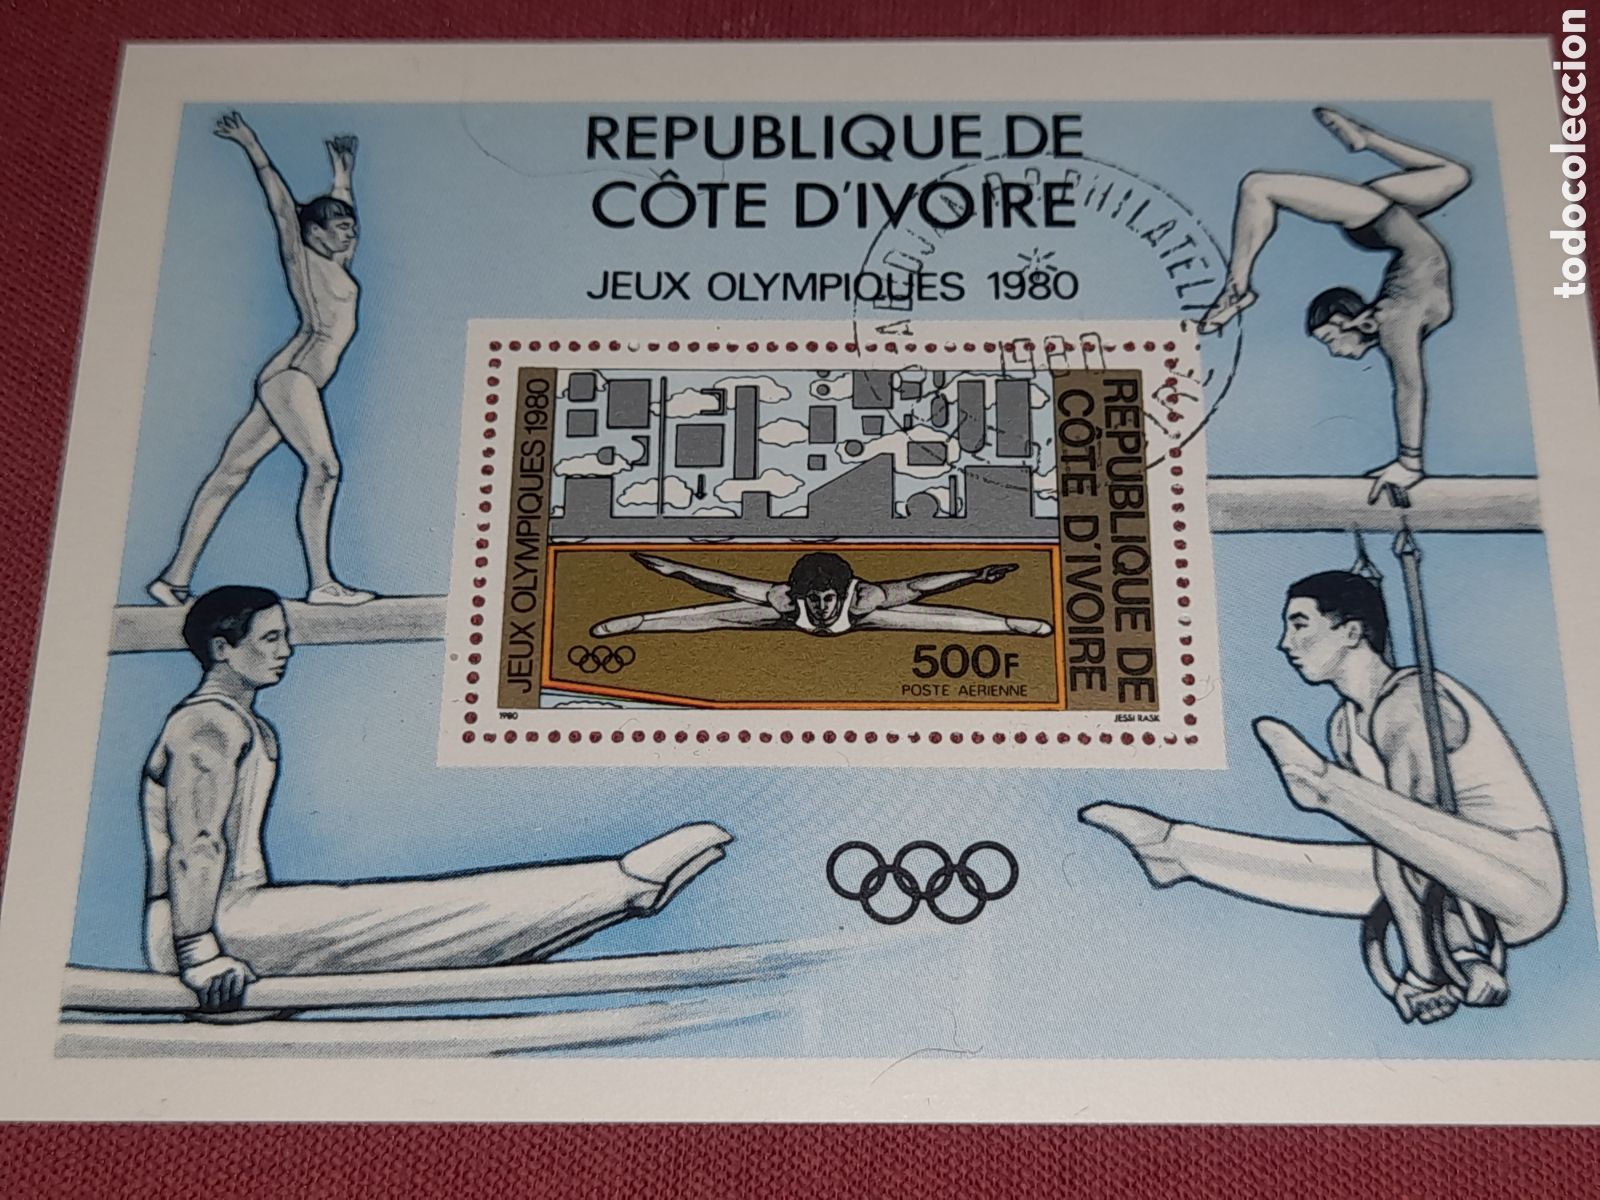 REPUBLIQUE DE
CÔTE D'IVOIRE
JEUX OLYMPIQUES 1980
PHILATELI
JEUX OLYMPIQUES 1980
REPUBLIQUE DE
CÔTE D'IVOIRE
500F
POSTE AERIENNE
1980
JESSI RASK
todocoleccion